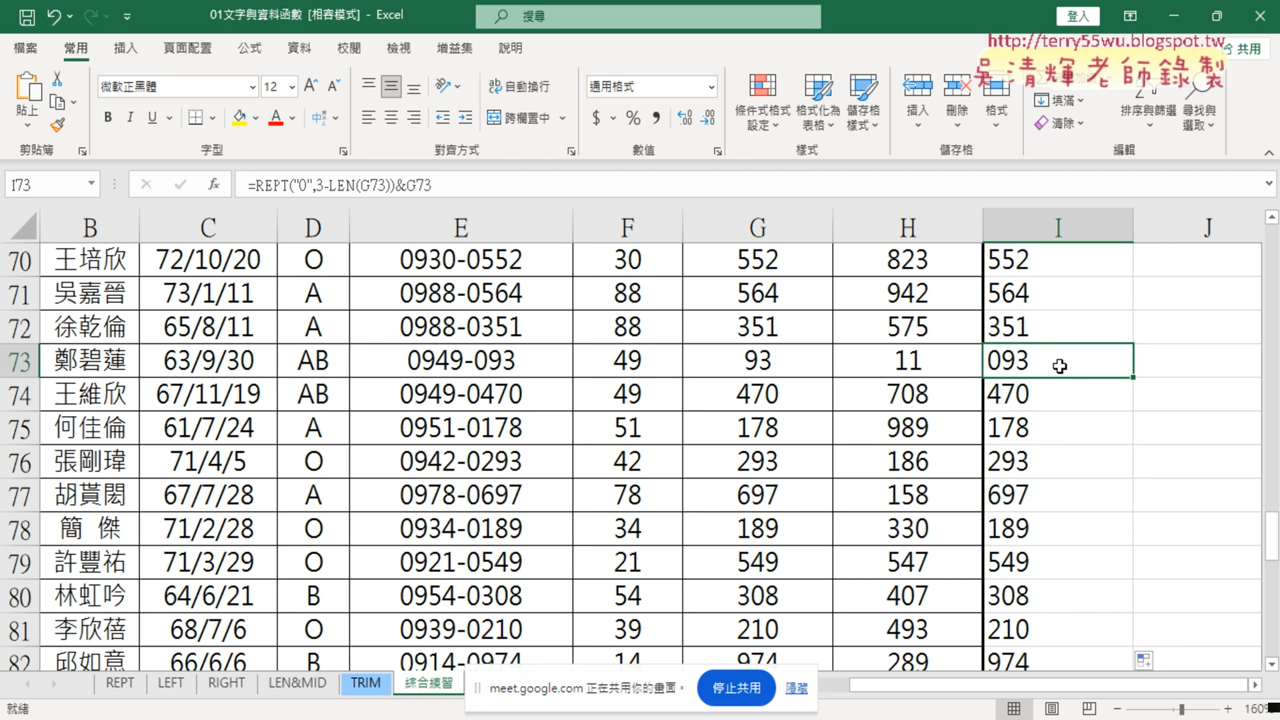 01文字與資料函數 [相容模式] - Excel
搜尋
登入
檔案 常用 插入 頁面配置 公式 資料 校閱 檢視 增益集 說明
共用
http://terry55wu.blogspot.tw
吳清輝老師錄製
貼上
微軟正黑體 12
B I U
自動換行
跨欄置中
通用格式
$ %
條件式格式設定 格式化為表格 儲存格樣式
插入 刪除 格式
填滿
清除
排序與篩選 尋找與選取
剪貼簿 字型 對齊方式 數值 樣式 儲存格 編輯
I73 fx =REPT("0",3-LEN(G73))&G73
B C D E F G H I J
70 王培欣 72/10/20 O 0930-0552 30 552 823 552
71 吳嘉晉 73/1/11 A 0988-0564 88 564 942 564
72 徐乾倫 65/8/11 A 0988-0351 88 351 575 351
73 鄭碧蓮 63/9/30 AB 0949-093 49 93 11 093
74 王維欣 67/11/19 AB 0949-0470 49 470 708 470
75 何佳倫 61/7/24 A 0951-0178 51 178 989 178
76 張剛瑋 71/4/5 O 0942-0293 42 293 186 293
77 胡黃閎 67/7/28 A 0978-0697 78 697 158 697
78 簡 傑 71/2/28 O 0934-0189 34 189 330 189
79 許豐祐 71/3/29 O 0921-0549 21 549 547 549
80 林虹吟 64/6/21 B 0954-0308 54 308 407 308
81 李欣蓓 68/7/6 O 0939-0210 39 210 493 210
82 邱如意 66/6/6 B 0914-0974 14 974 289 974
REPT LEFT RIGHT LEN&MID TRIM 綜合練習
meet.google.com 正在共用你的畫面。 停止共用 隱藏
就緒
160%